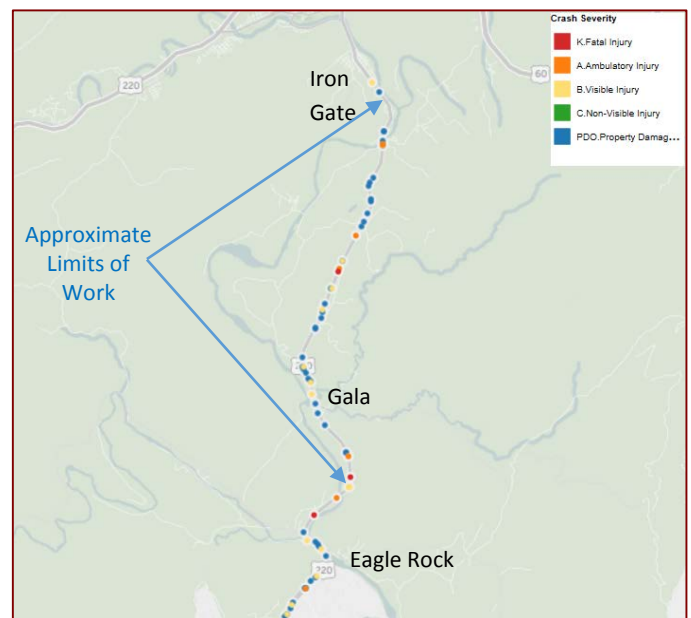 Crash Severity
K.Fatal Injury
A.Ambulatory Injury
B.Visible Injury
C.Non-Visible Injury
PDO.Property Damag...
220
60
Iron
Gate
Approximate
Limits of
Work
Gala
Eagle Rock
220